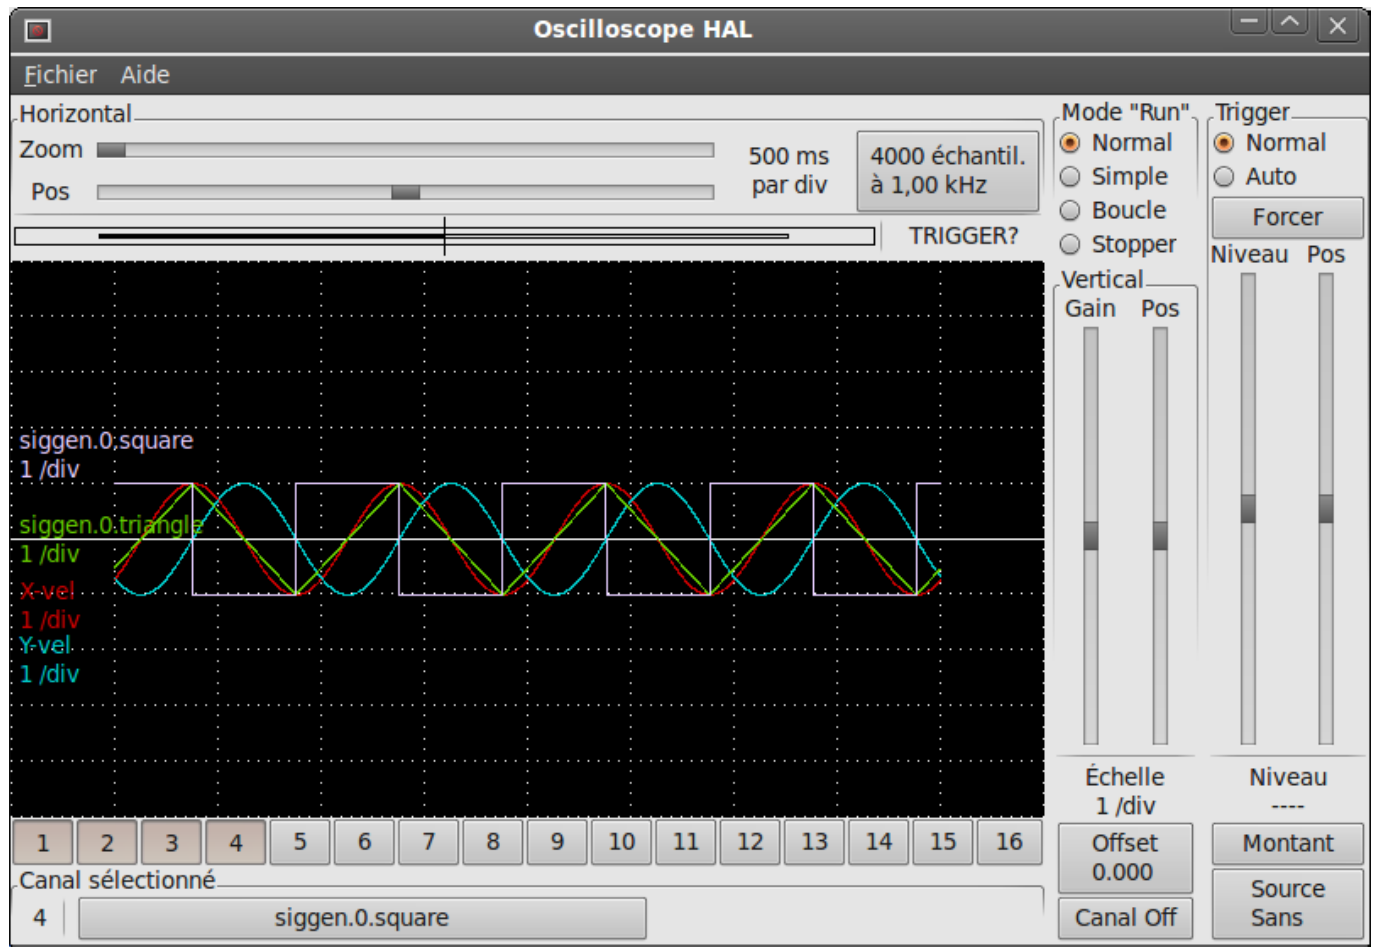 Oscilloscope HAL
Fichier Aide
Horizontal
Zoom
Pos
500 ms
par div
4000 échantil.
à 1,00 kHz
TRIGGER?
Mode "Run"
Normal
Simple
Boucle
Stopper
Trigger
Normal
Auto
Forcer
Niveau Pos
Vertical
Gain Pos
siggen.0.square
1 /div
siggen.0.triangle
1 /div
X-vel
1 /div
Y-vel
1 /div
Échelle
1 /div
Niveau
----
1 2 3 4 5 6 7 8 9 10 11 12 13 14 15 16
Offset
0.000
Montant
Canal sélectionné
4
siggen.0.square
Canal Off
Source
Sans